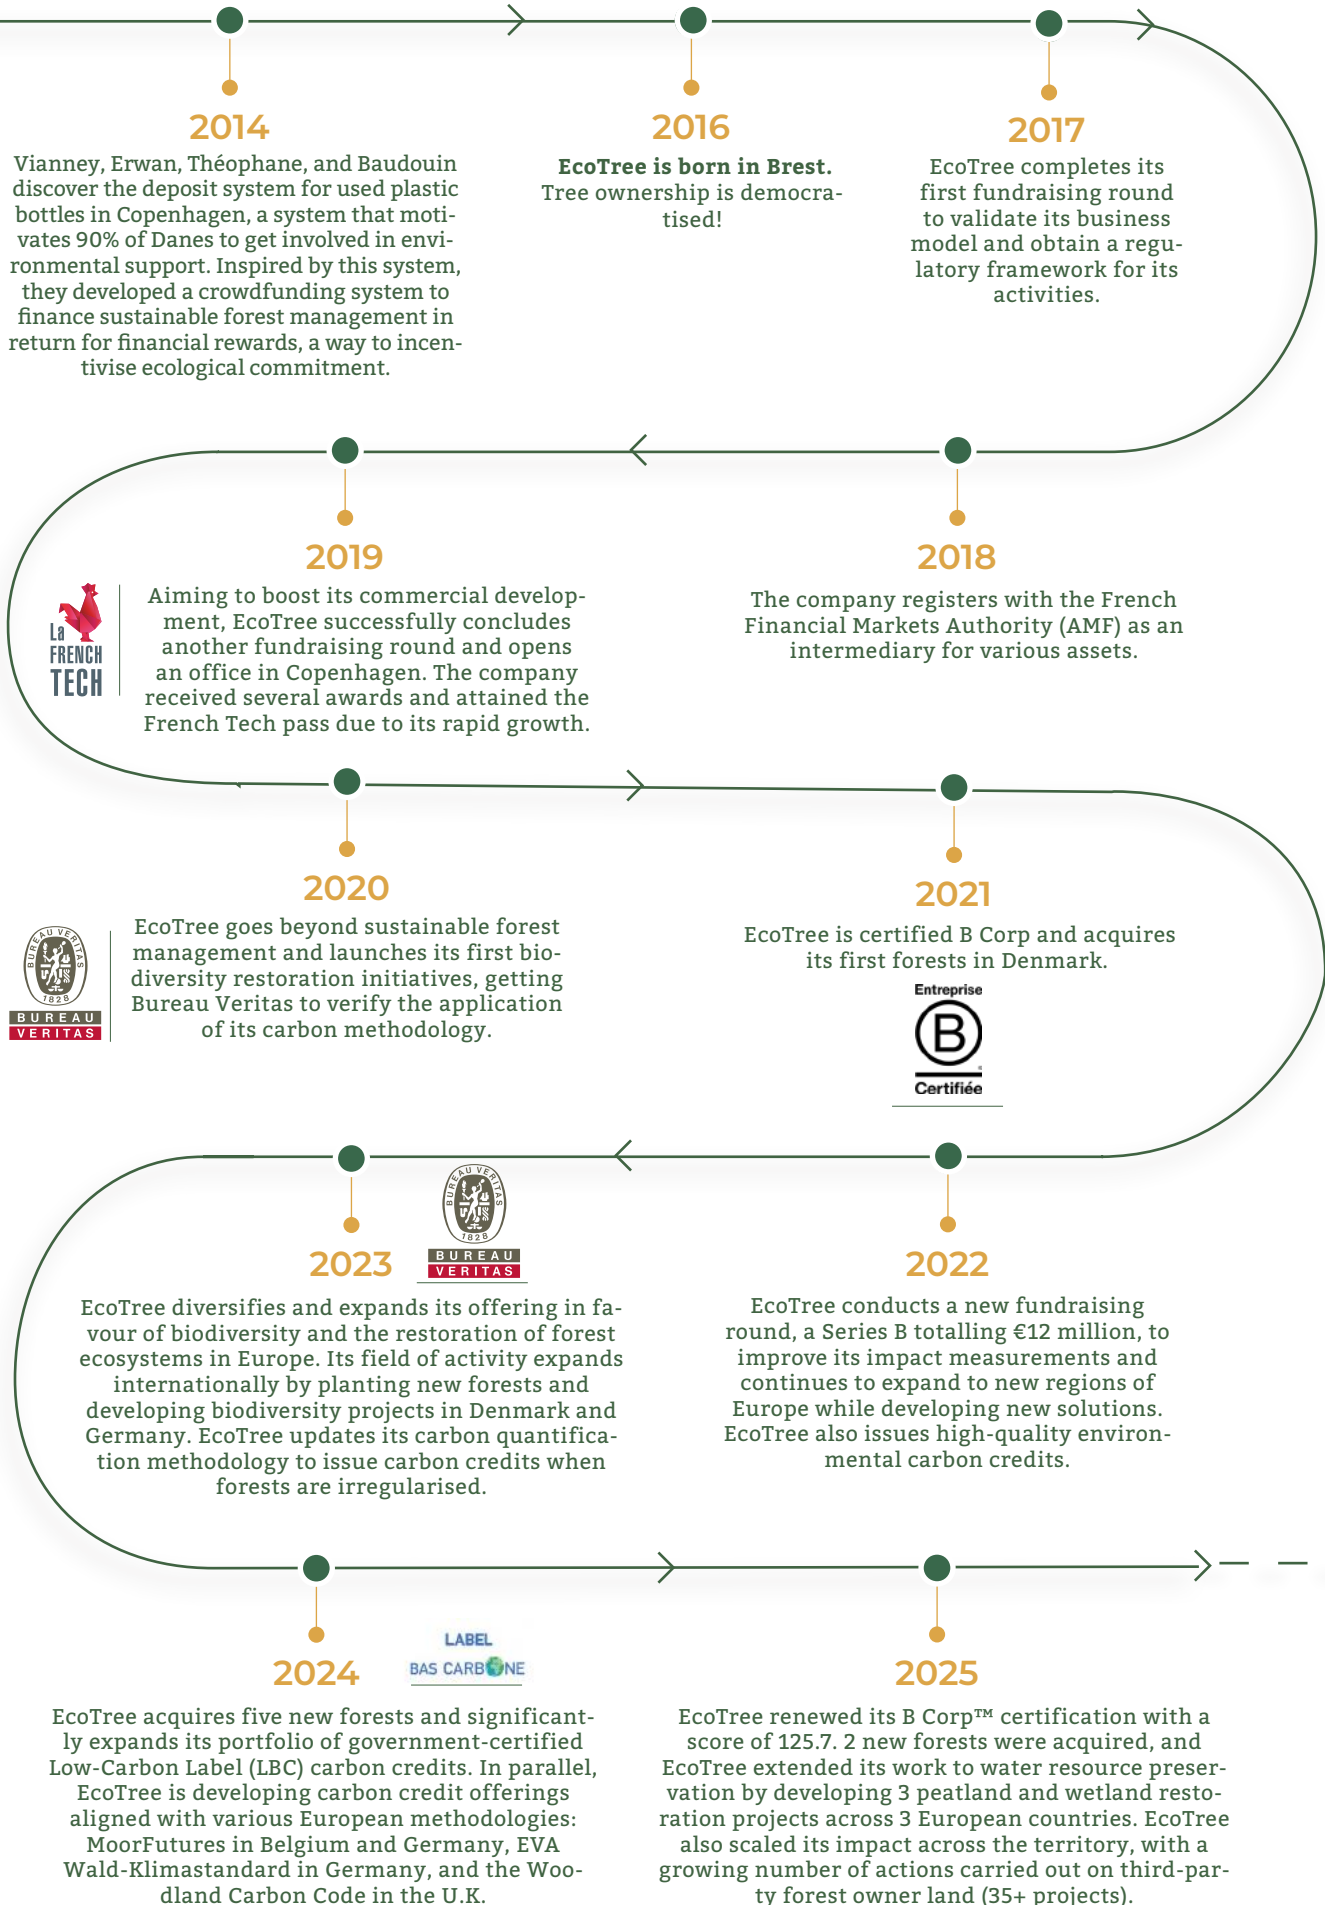 2014
Vianney, Erwan, Théophane, and Baudouin
discover the deposit system for used plastic
bottles in Copenhagen, a system that moti-
vates 90% of Danes to get involved in envi-
ronmental support. Inspired by this system,
they developed a crowdfunding system to
finance sustainable forest management in
return for financial rewards, a way to incen-
tivise ecological commitment.
2016
EcoTree is born in Brest.
Tree ownership is democra-
tised!
2017
EcoTree completes its
first fundraising round
to validate its business
model and obtain a regu-
latory framework for its
activities.
2018
The company registers with the French
Financial Markets Authority (AMF) as an
intermediary for various assets.
2019
La
FRENCH
TECH
Aiming to boost its commercial develop-
ment, EcoTree successfully concludes
another fundraising round and opens
an office in Copenhagen. The company
received several awards and attained the
French Tech pass due to its rapid growth.
2020
BUREAU VERITAS
1828
BUREAU
VERITAS
EcoTree goes beyond sustainable forest
management and launches its first bio-
diversity restoration initiatives, getting
Bureau Veritas to verify the application
of its carbon methodology.
2021
EcoTree is certified B Corp and acquires
its first forests in Denmark.
Entreprise
B
Certifiée
2022
EcoTree conducts a new fundraising
round, a Series B totalling €12 million, to
improve its impact measurements and
continues to expand to new regions of
Europe while developing new solutions.
EcoTree also issues high-quality environ-
mental carbon credits.
2023
BUREAU VERITAS
1828
BUREAU
VERITAS
EcoTree diversifies and expands its offering in fa-
vour of biodiversity and the restoration of forest
ecosystems in Europe. Its field of activity expands
internationally by planting new forests and
developing biodiversity projects in Denmark and
Germany. EcoTree updates its carbon quantifica-
tion methodology to issue carbon credits when
forests are irregularised.
2024
LABEL
BAS CARBONE
EcoTree acquires five new forests and significant-
ly expands its portfolio of government-certified
Low-Carbon Label (LBC) carbon credits. In parallel,
EcoTree is developing carbon credit offerings
aligned with various European methodologies:
MoorFutures in Belgium and Germany, EVA
Wald-Klimastandard in Germany, and the Woo-
dland Carbon Code in the U.K.
2025
EcoTree renewed its B Corp™ certification with a
score of 125.7. 2 new forests were acquired, and
EcoTree extended its work to water resource preser-
vation by developing 3 peatland and wetland resto-
ration projects across 3 European countries. EcoTree
also scaled its impact across the territory, with a
growing number of actions carried out on third-par-
ty forest owner land (35+ projects).